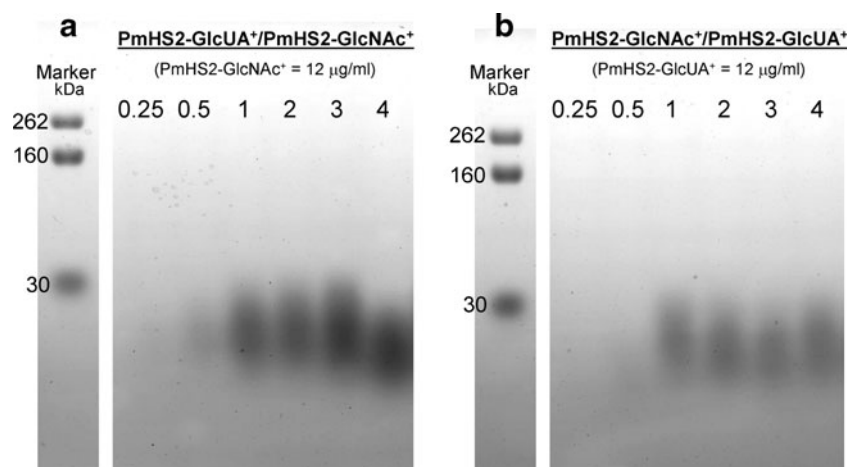 a
PmHS2-GlcUA⁺/PmHS2-GlcNAc⁺
(PmHS2-GlcNAc⁺ = 12 μg/ml)
Marker
kDa
0.25 0.5 1 2 3 4
262
160
30
b
PmHS2-GlcNAc⁺/PmHS2-GlcUA⁺
(PmHS2-GlcUA⁺ = 12 μg/ml)
Marker
kDa
0.25 0.5 1 2 3 4
262
160
30